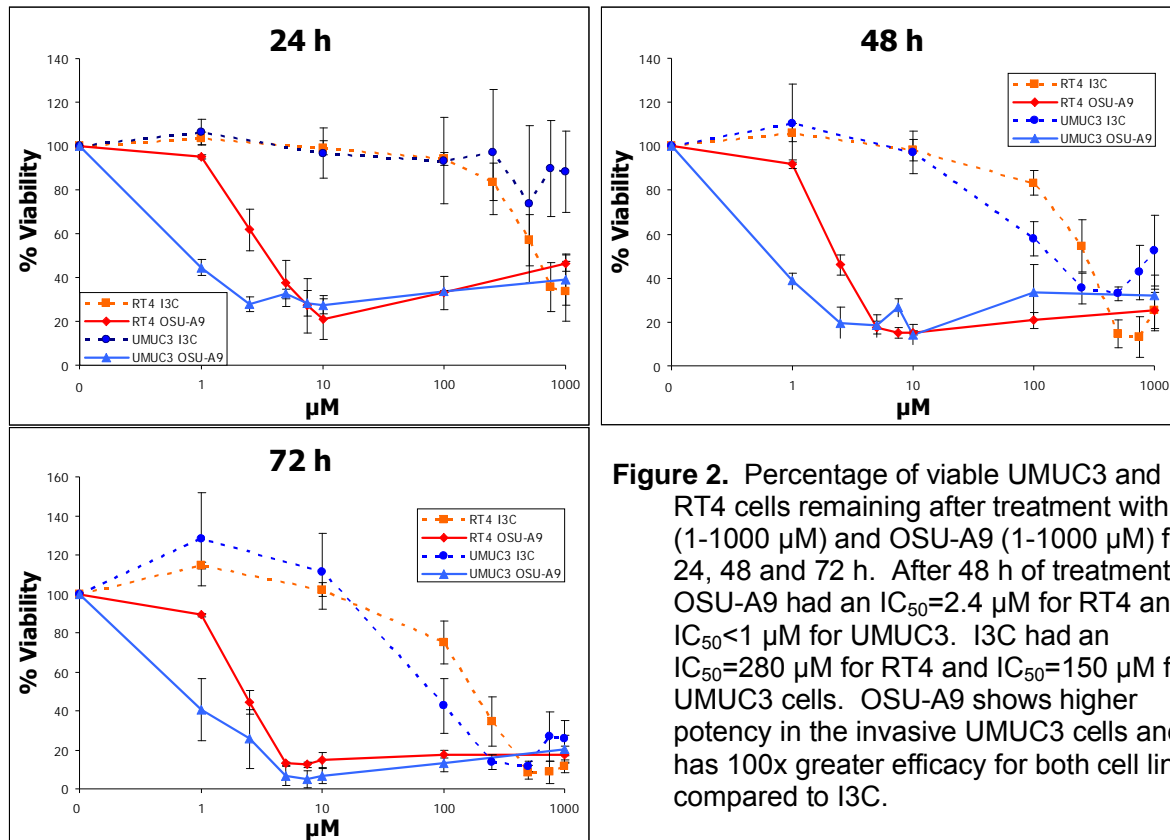 24 h
140
120
100
80
60
40
20
0
% Viability
0 1 10 100 1000
µM
RT4 I3C
RT4 OSU-A9
UMUC3 I3C
UMUC3 OSU-A9
48 h
140
120
100
80
60
40
20
0
% Viability
0 1 10 100 1000
µM
RT4 I3C
RT4 OSU-A9
UMUC3 I3C
UMUC3 OSU-A9
72 h
160
140
120
100
80
60
40
20
0
% Viability
0 1 10 100 1000
µM
RT4 I3C
RT4 OSU-A9
UMUC3 I3C
UMUC3 OSU-A9
Figure 2. Percentage of viable UMUC3 and
RT4 cells remaining after treatment with
(1-1000 µM) and OSU-A9 (1-1000 µM) f
24, 48 and 72 h. After 48 h of treatment
OSU-A9 had an IC50=2.4 µM for RT4 an
IC50<1 µM for UMUC3. I3C had an
IC50=280 µM for RT4 and IC50=150 µM f
UMUC3 cells. OSU-A9 shows higher
potency in the invasive UMUC3 cells and
has 100x greater efficacy for both cell lin
compared to I3C.